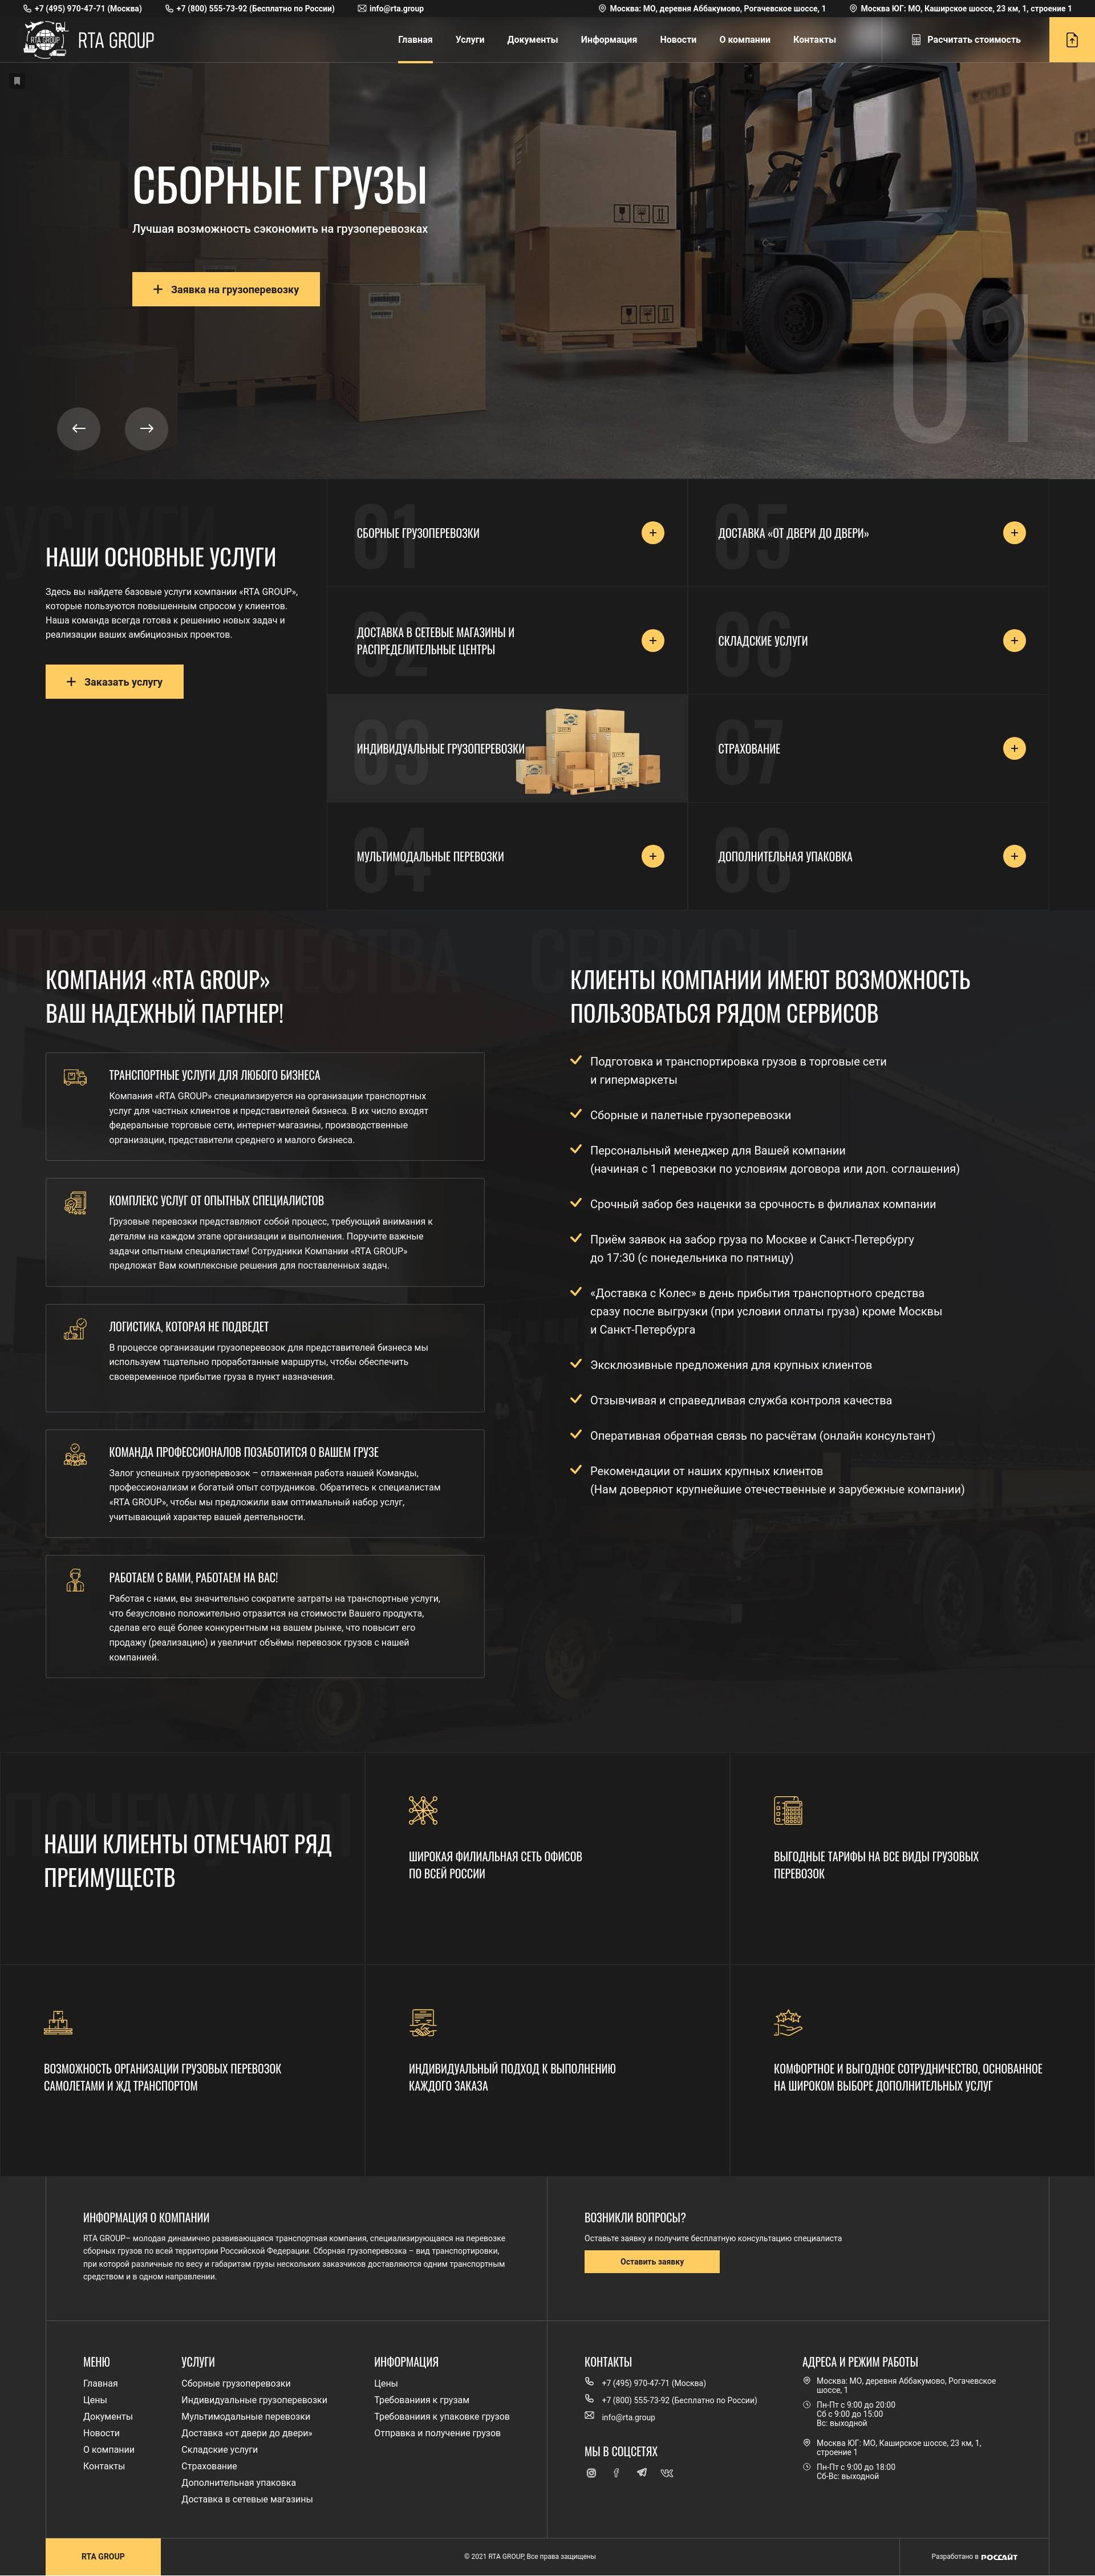 +7 (495) 970-47-71 (Москва)
+7 (800) 555-73-92 (Бесплатно по России)
info@rta.group
Москва: МО, деревня Аббакумово, Рогачевское шоссе, 1
Москва ЮГ: МО, Каширское шоссе, 23 км, 1, строение 1
RTA GROUP
RTA GROUP
Главная
Услуги
Документы
Информация
Новости
О компании
Контакты
Расчитать стоимость
СБОРНЫЕ ГРУЗЫ
Лучшая возможность сэкономить на грузоперевозках
Заявка на грузоперевозку
01
УСЛУГИ
НАШИ ОСНОВНЫЕ УСЛУГИ
Здесь вы найдете базовые услуги компании «RTA GROUP»,
которые пользуются повышенным спросом у клиентов.
Наша команда всегда готова к решению новых задач и
реализации ваших амбициозных проектов.
Заказать услугу
01
СБОРНЫЕ ГРУЗОПЕРЕВОЗКИ
05
ДОСТАВКА «ОТ ДВЕРИ ДО ДВЕРИ»
02
ДОСТАВКА В СЕТЕВЫЕ МАГАЗИНЫ И
РАСПРЕДЕЛИТЕЛЬНЫЕ ЦЕНТРЫ
06
СКЛАДСКИЕ УСЛУГИ
03
ИНДИВИДУАЛЬНЫЕ ГРУЗОПЕРЕВОЗКИ
07
СТРАХОВАНИЕ
04
МУЛЬТИМОДАЛЬНЫЕ ПЕРЕВОЗКИ
08
ДОПОЛНИТЕЛЬНАЯ УПАКОВКА
ПРЕИМУЩЕСТВА
КОМПАНИЯ «RTA GROUP»
ВАШ НАДЕЖНЫЙ ПАРТНЕР!
ТРАНСПОРТНЫЕ УСЛУГИ ДЛЯ ЛЮБОГО БИЗНЕСА
Компания «RTA GROUP» специализируется на организации транспортных
услуг для частных клиентов и представителей бизнеса. В их число входят
федеральные торговые сети, интернет-магазины, производственные
организации, представители среднего и малого бизнеса.
КОМПЛЕКС УСЛУГ ОТ ОПЫТНЫХ СПЕЦИАЛИСТОВ
Грузовые перевозки представляют собой процесс, требующий внимания к
деталям на каждом этапе организации и выполнения. Поручите важные
задачи опытным специалистам! Сотрудники Компании «RTA GROUP»
предложат Вам комплексные решения для поставленных задач.
ЛОГИСТИКА, КОТОРАЯ НЕ ПОДВЕДЕТ
В процессе организации грузоперевозок для представителей бизнеса мы
используем тщательно проработанные маршруты, чтобы обеспечить
своевременное прибытие груза в пункт назначения.
КОМАНДА ПРОФЕССИОНАЛОВ ПОЗАБОТИТСЯ О ВАШЕМ ГРУЗЕ
Залог успешных грузоперевозок – отлаженная работа нашей Команды,
профессионализм и богатый опыт сотрудников. Обратитесь к специалистам
«RTA GROUP», чтобы мы предложили вам оптимальный набор услуг,
учитывающий характер вашей деятельности.
РАБОТАЕМ С ВАМИ, РАБОТАЕМ НА ВАС!
Работая с нами, вы значительно сократите затраты на транспортные услуги,
что безусловно положительно отразится на стоимости Вашего продукта,
сделав его ещё более конкурентным на вашем рынке, что повысит его
продажу (реализацию) и увеличит объёмы перевозок грузов с нашей
компанией.
СЕРВИСЫ
КЛИЕНТЫ КОМПАНИИ ИМЕЮТ ВОЗМОЖНОСТЬ
ПОЛЬЗОВАТЬСЯ РЯДОМ СЕРВИСОВ
Подготовка и транспортировка грузов в торговые сети
и гипермаркеты
Сборные и палетные грузоперевозки
Персональный менеджер для Вашей компании
(начиная с 1 перевозки по условиям договора или доп. соглашения)
Срочный забор без наценки за срочность в филиалах компании
Приём заявок на забор груза по Москве и Санкт-Петербургу
до 17:30 (с понедельника по пятницу)
«Доставка с Колес» в день прибытия транспортного средства
сразу после выгрузки (при условии оплаты груза) кроме Москвы
и Санкт-Петербурга
Эксклюзивные предложения для крупных клиентов
Отзывчивая и справедливая служба контроля качества
Оперативная обратная связь по расчётам (онлайн консультант)
Рекомендации от наших крупных клиентов
(Нам доверяют крупнейшие отечественные и зарубежные компании)
ПОЧЕМУ МЫ
НАШИ КЛИЕНТЫ ОТМЕЧАЮТ РЯД
ПРЕИМУЩЕСТВ
ШИРОКАЯ ФИЛИАЛЬНАЯ СЕТЬ ОФИСОВ
ПО ВСЕЙ РОССИИ
ВЫГОДНЫЕ ТАРИФЫ НА ВСЕ ВИДЫ ГРУЗОВЫХ
ПЕРЕВОЗОК
ВОЗМОЖНОСТЬ ОРГАНИЗАЦИИ ГРУЗОВЫХ ПЕРЕВОЗОК
САМОЛЕТАМИ И ЖД ТРАНСПОРТОМ
ИНДИВИДУАЛЬНЫЙ ПОДХОД К ВЫПОЛНЕНИЮ
КАЖДОГО ЗАКАЗА
КОМФОРТНОЕ И ВЫГОДНОЕ СОТРУДНИЧЕСТВО, ОСНОВАННОЕ
НА ШИРОКОМ ВЫБОРЕ ДОПОЛНИТЕЛЬНЫХ УСЛУГ
ИНФОРМАЦИЯ О КОМПАНИИ
RTA GROUP– молодая динамично развивающаяся транспортная компания, специализирующаяся на перевозке
сборных грузов по всей территории Российской Федерации. Сборная грузоперевозка – вид транспортировки,
при которой различные по весу и габаритам грузы нескольких заказчиков доставляются одним транспортным
средством и в одном направлении.
ВОЗНИКЛИ ВОПРОСЫ?
Оставьте заявку и получите бесплатную консультацию специалиста
Оставить заявку
МЕНЮ
Главная
Цены
Документы
Новости
О компании
Контакты
УСЛУГИ
Сборные грузоперевозки
Индивидуальные грузоперевозки
Мультимодальные перевозки
Доставка «от двери до двери»
Складские услуги
Страхование
Дополнительная упаковка
Доставка в сетевые магазины
ИНФОРМАЦИЯ
Цены
Требованиия к грузам
Требованиия к упаковке грузов
Отправка и получение грузов
КОНТАКТЫ
+7 (495) 970-47-71 (Москва)
+7 (800) 555-73-92 (Бесплатно по России)
info@rta.group
МЫ В СОЦСЕТЯХ
АДРЕСА И РЕЖИМ РАБОТЫ
Москва: МО, деревня Аббакумово, Рогачевское
шоссе, 1
Пн-Пт с 9:00 до 20:00
Сб с 9:00 до 15:00
Вс: выходной
Москва ЮГ: МО, Каширское шоссе, 23 км, 1,
строение 1
Пн-Пт с 9:00 до 18:00
Сб-Вс: выходной
RTA GROUP
© 2021 RTA GROUP, Все права защищены
Разработано в РОССАЙТ